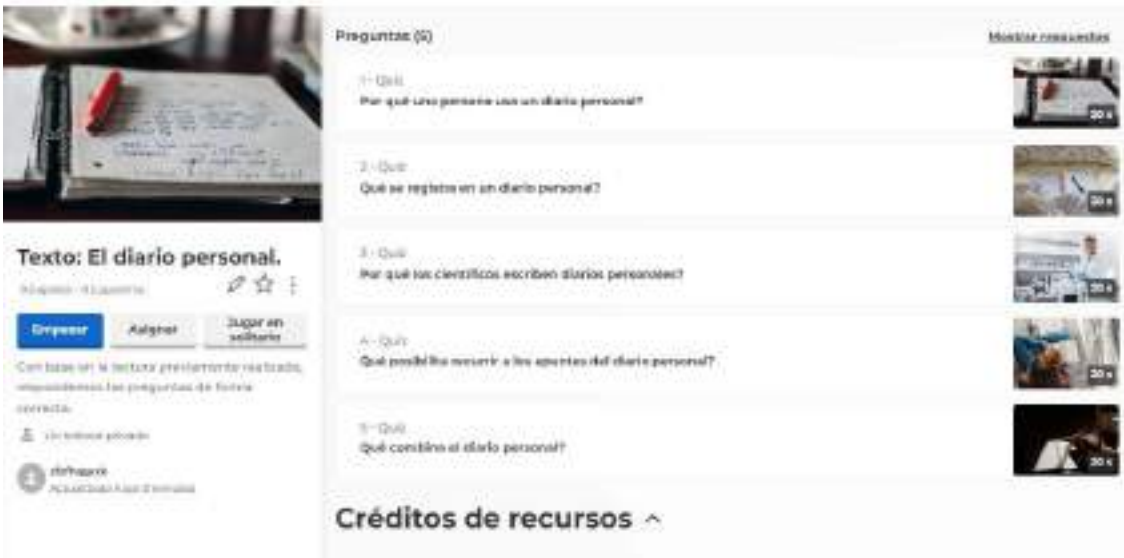 Texto: El diario personal.
Empezar
Asignar
Jugar en
solitario
Con base en la lectura previamente realizada,
respondemos las preguntas de forma
correcta.
Preguntas (5)
Mostrar respuestas
1 - Quiz
Por qué una persona usa un diario personal?
20 s
2 - Quiz
Qué se registra en un diario personal?
20 s
3 - Quiz
Por qué los científicos escriben diarios personales?
20 s
4 - Quiz
Qué posibilita recurrir a los apuntes del diario personal?
20 s
5 - Quiz
Qué combina el diario personal?
20 s
Créditos de recursos